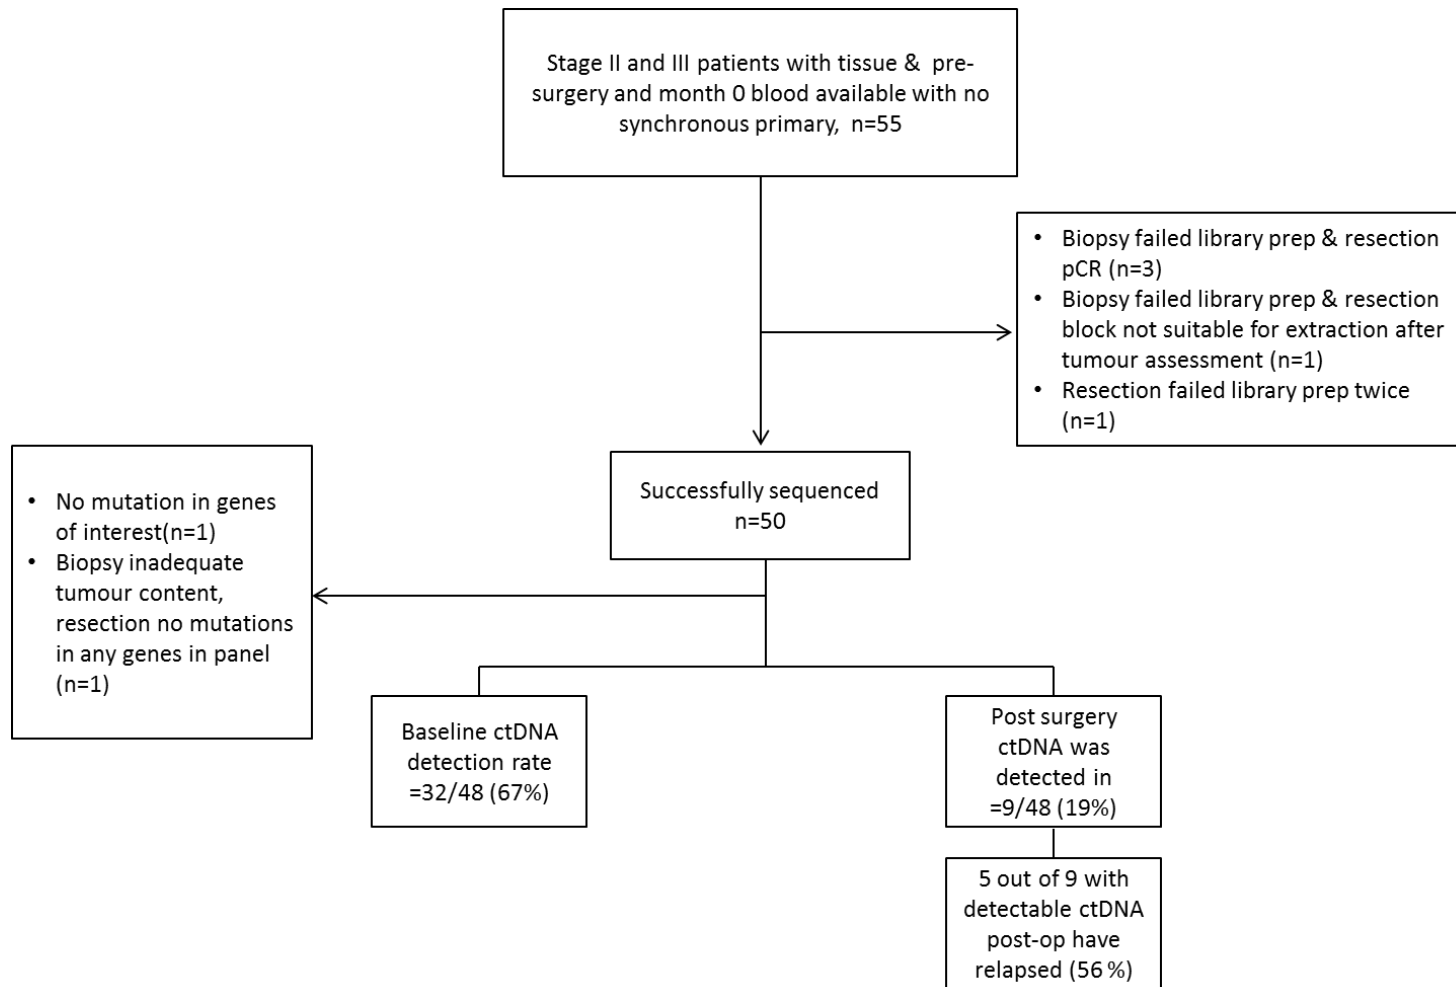 Stage II and III patients with tissue & pre-
surgery and month 0 blood available with no
synchronous primary, n=55
• Biopsy failed library prep & resection
pCR (n=3)
• Biopsy failed library prep & resection
block not suitable for extraction after
tumour assessment (n=1)
• Resection failed library prep twice
(n=1)
Successfully sequenced
n=50
• No mutation in genes
of interest(n=1)
• Biopsy inadequate
tumour content,
resection no mutations
in any genes in panel
(n=1)
Baseline ctDNA
detection rate
=32/48 (67%)
Post surgery
ctDNA was
detected in
=9/48 (19%)
5 out of 9 with
detectable ctDNA
post-op have
relapsed (56 %)